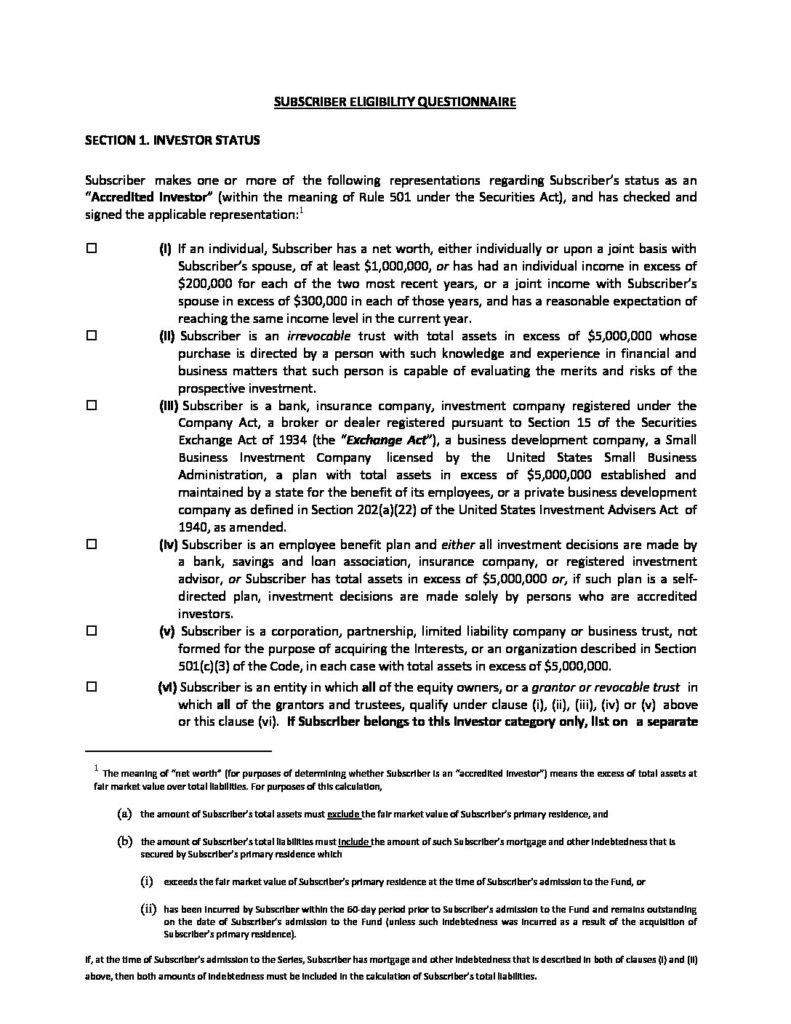 SUBSCRIBER ELIGIBILITY QUESTIONNAIRE
SECTION 1. INVESTOR STATUS
Subscriber makes one or more of the following representations regarding Subscriber's status as an
"Accredited Investor" (within the meaning of Rule 501 under the Securities Act), and has checked and
signed the applicable representation:1
☐ (i) If an individual, Subscriber has a net worth, either individually or upon a joint basis with
Subscriber's spouse, of at least $1,000,000, or has had an individual income in excess of
$200,000 for each of the two most recent years, or a joint income with Subscriber's
spouse in excess of $300,000 in each of those years, and has a reasonable expectation of
reaching the same income level in the current year.
☐ (ii) Subscriber is an irrevocable trust with total assets in excess of $5,000,000 whose
purchase is directed by a person with such knowledge and experience in financial and
business matters that such person is capable of evaluating the merits and risks of the
prospective investment.
☐ (iii) Subscriber is a bank, insurance company, investment company registered under the
Company Act, a broker or dealer registered pursuant to Section 15 of the Securities
Exchange Act of 1934 (the "Exchange Act"), a business development company, a Small
Business Investment Company licensed by the United States Small Business
Administration, a plan with total assets in excess of $5,000,000 established and
maintained by a state for the benefit of its employees, or a private business development
company as defined in Section 202(a)(22) of the United States Investment Advisers Act of
1940, as amended.
☐ (iv) Subscriber is an employee benefit plan and either all investment decisions are made by
a bank, savings and loan association, insurance company, or registered investment
advisor, or Subscriber has total assets in excess of $5,000,000 or, if such plan is a self-
directed plan, investment decisions are made solely by persons who are accredited
investors.
☐ (v) Subscriber is a corporation, partnership, limited liability company or business trust, not
formed for the purpose of acquiring the Interests, or an organization described in Section
501(c)(3) of the Code, in each case with total assets in excess of $5,000,000.
☐ (vi) Subscriber is an entity in which all of the equity owners, or a grantor or revocable trust in
which all of the grantors and trustees, qualify under clause (i), (ii), (iii), (iv) or (v) above
or this clause (vi). If Subscriber belongs to this investor category only, list on a separate
1 The meaning of "net worth" (for purposes of determining whether Subscriber is an "accredited investor") means the excess of total assets at
fair market value over total liabilities. For purposes of this calculation,
(a) the amount of Subscriber's total assets must exclude the fair market value of Subscriber's primary residence, and
(b) the amount of Subscriber's total liabilities must include the amount of such Subscriber's mortgage and other indebtedness that is
secured by Subscriber's primary residence which
(i) exceeds the fair market value of Subscriber's primary residence at the time of Subscriber's admission to the Fund, or
(ii) has been incurred by Subscriber within the 60-day period prior to Subscriber's admission to the Fund and remains outstanding
on the date of Subscriber's admission to the Fund (unless such indebtedness was incurred as a result of the acquisition of
Subscriber's primary residence).
If, at the time of Subscriber's admission to the Series, Subscriber has mortgage and other indebtedness that is described in both of clauses (i) and (ii)
above, then both amounts of indebtedness must be included in the calculation of Subscriber's total liabilities.